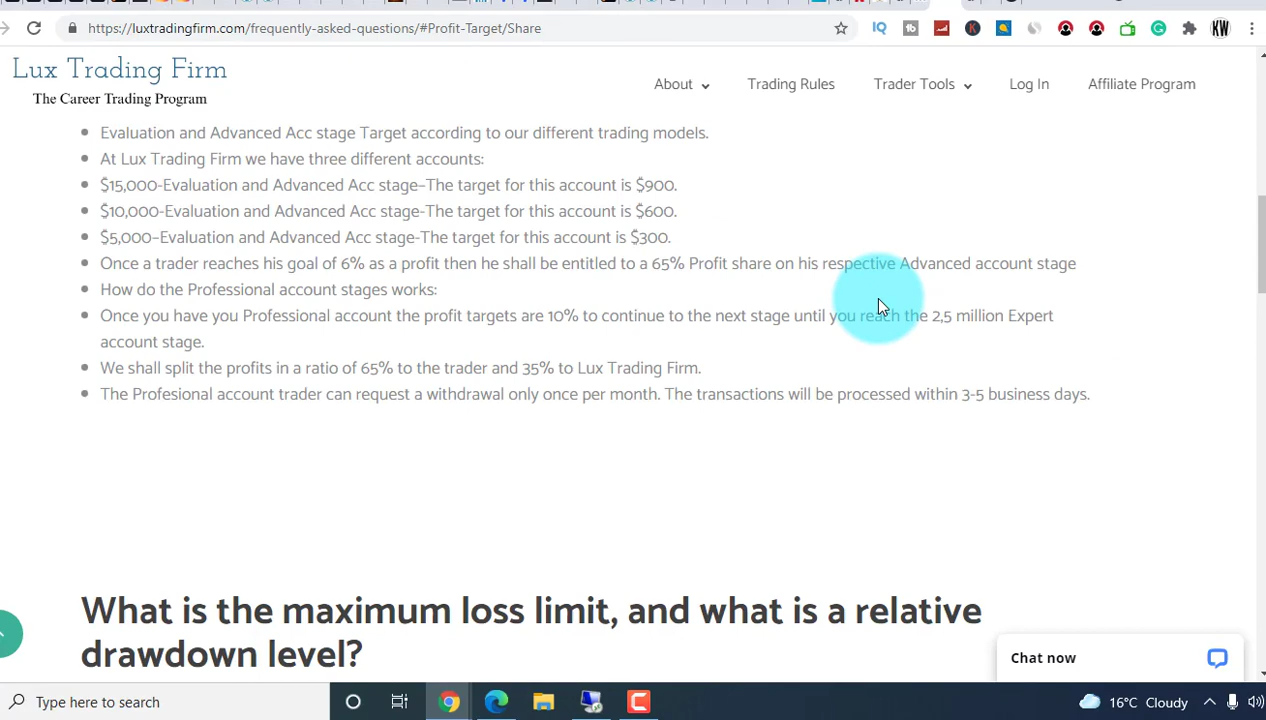 https://luxtradingfirm.com/frequently-asked-questions/#Profit-Target/Share
IQ
K
KW
Lux Trading Firm
The Career Trading Program
About
Trading Rules
Trader Tools
Log In
Affiliate Program
Evaluation and Advanced Acc stage Target according to our different trading models.
At Lux Trading Firm we have three different accounts:
$15,000-Evaluation and Advanced Acc stage–The target for this account is $900.
$10,000-Evaluation and Advanced Acc stage-The target for this account is $600.
$5,000–Evaluation and Advanced Acc stage-The target for this account is $300.
Once a trader reaches his goal of 6% as a profit then he shall be entitled to a 65% Profit share on his respective Advanced account stage
How do the Professional account stages works:
Once you have you Professional account the profit targets are 10% to continue to the next stage until you reach the 2,5 million Expert
account stage.
We shall split the profits in a ratio of 65% to the trader and 35% to Lux Trading Firm.
The Profesional account trader can request a withdrawal only once per month. The transactions will be processed within 3-5 business days.
What is the maximum loss limit, and what is a relative
drawdown level?
Chat now
Type here to search
16°C Cloudy